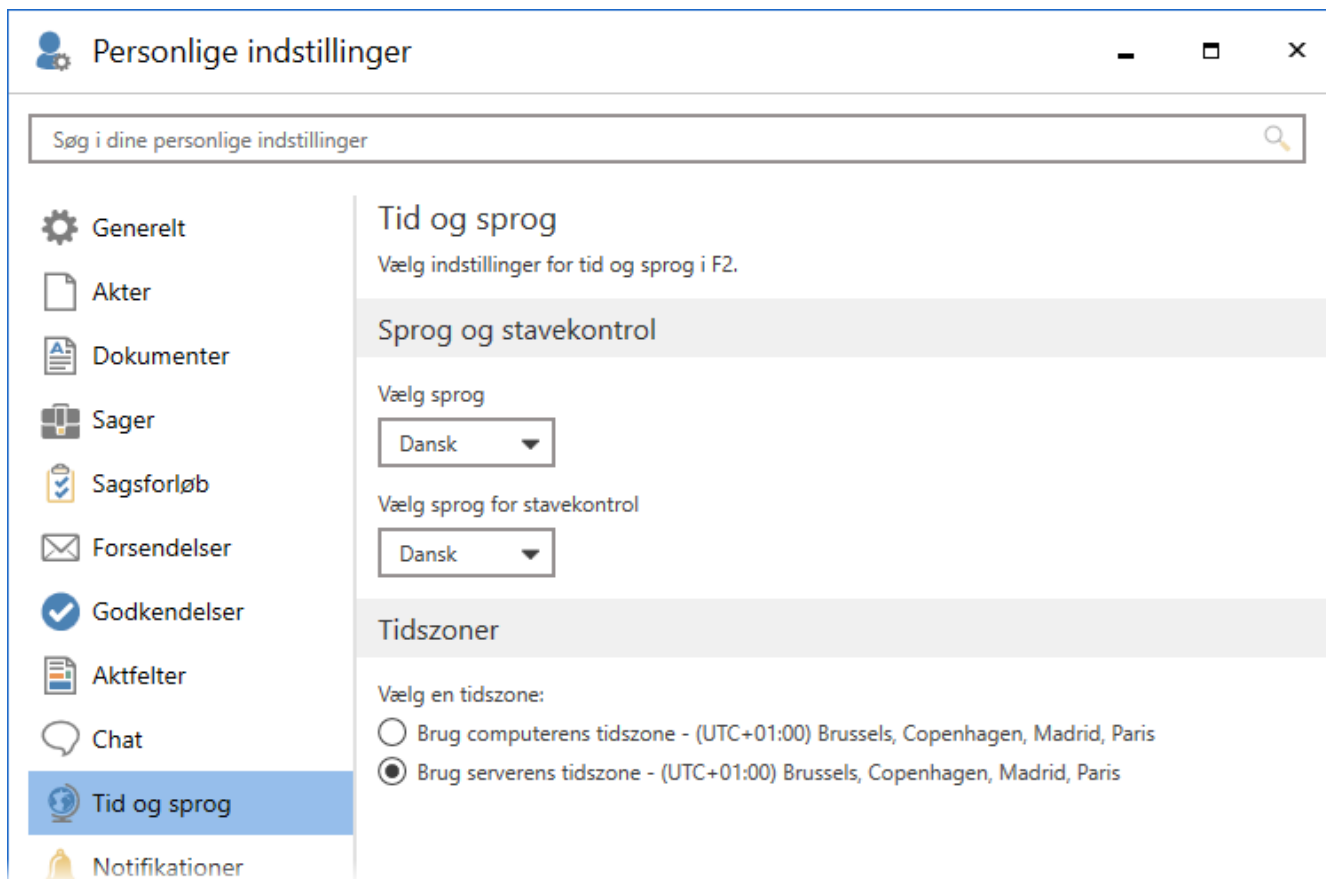 Personlige indstillinger
Søg i dine personlige indstillinger
Generelt
Akter
Dokumenter
Sager
Sagsforløb
Forsendelser
Godkendelser
Aktfelter
Chat
Tid og sprog
Notifikationer
Tid og sprog
Vælg indstillinger for tid og sprog i F2.
Sprog og stavekontrol
Vælg sprog
Dansk
Vælg sprog for stavekontrol
Dansk
Tidszoner
Vælg en tidszone:
Brug computerens tidszone - (UTC+01:00) Brussels, Copenhagen, Madrid, Paris
Brug serverens tidszone - (UTC+01:00) Brussels, Copenhagen, Madrid, Paris